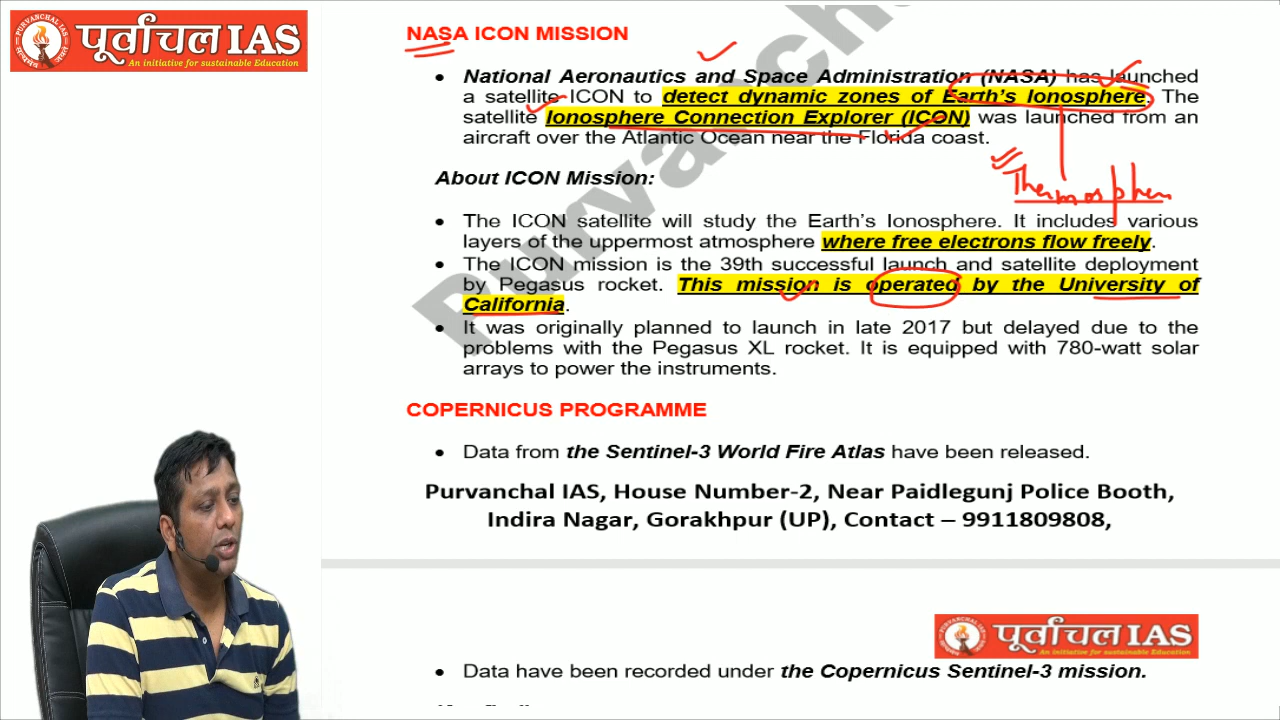 पूर्वांचल IAS
An initiative for sustainable Education
NASA ICON MISSION
• National Aeronautics and Space Administration (NASA) has launched
a satellite ICON to detect dynamic zones of Earth's Ionosphere. The
satellite Ionosphere Connection Explorer (ICON) was launched from an
aircraft over the Atlantic Ocean near the Florida coast.
Thermosphere
About ICON Mission:
• The ICON satellite will study the Earth's Ionosphere. It includes various
layers of the uppermost atmosphere where free electrons flow freely.
• The ICON mission is the 39th successful launch and satellite deployment
by Pegasus rocket. This mission is operated by the University of
California.
• It was originally planned to launch in late 2017 but delayed due to the
problems with the Pegasus XL rocket. It is equipped with 780-watt solar
arrays to power the instruments.
COPERNICUS PROGRAMME
• Data from the Sentinel-3 World Fire Atlas have been released.
Purvanchal IAS, House Number-2, Near Paidlegunj Police Booth,
Indira Nagar, Gorakhpur (UP), Contact – 9911809808,
पूर्वांचल IAS
An initiative for sustainable Education
• Data have been recorded under the Copernicus Sentinel-3 mission.